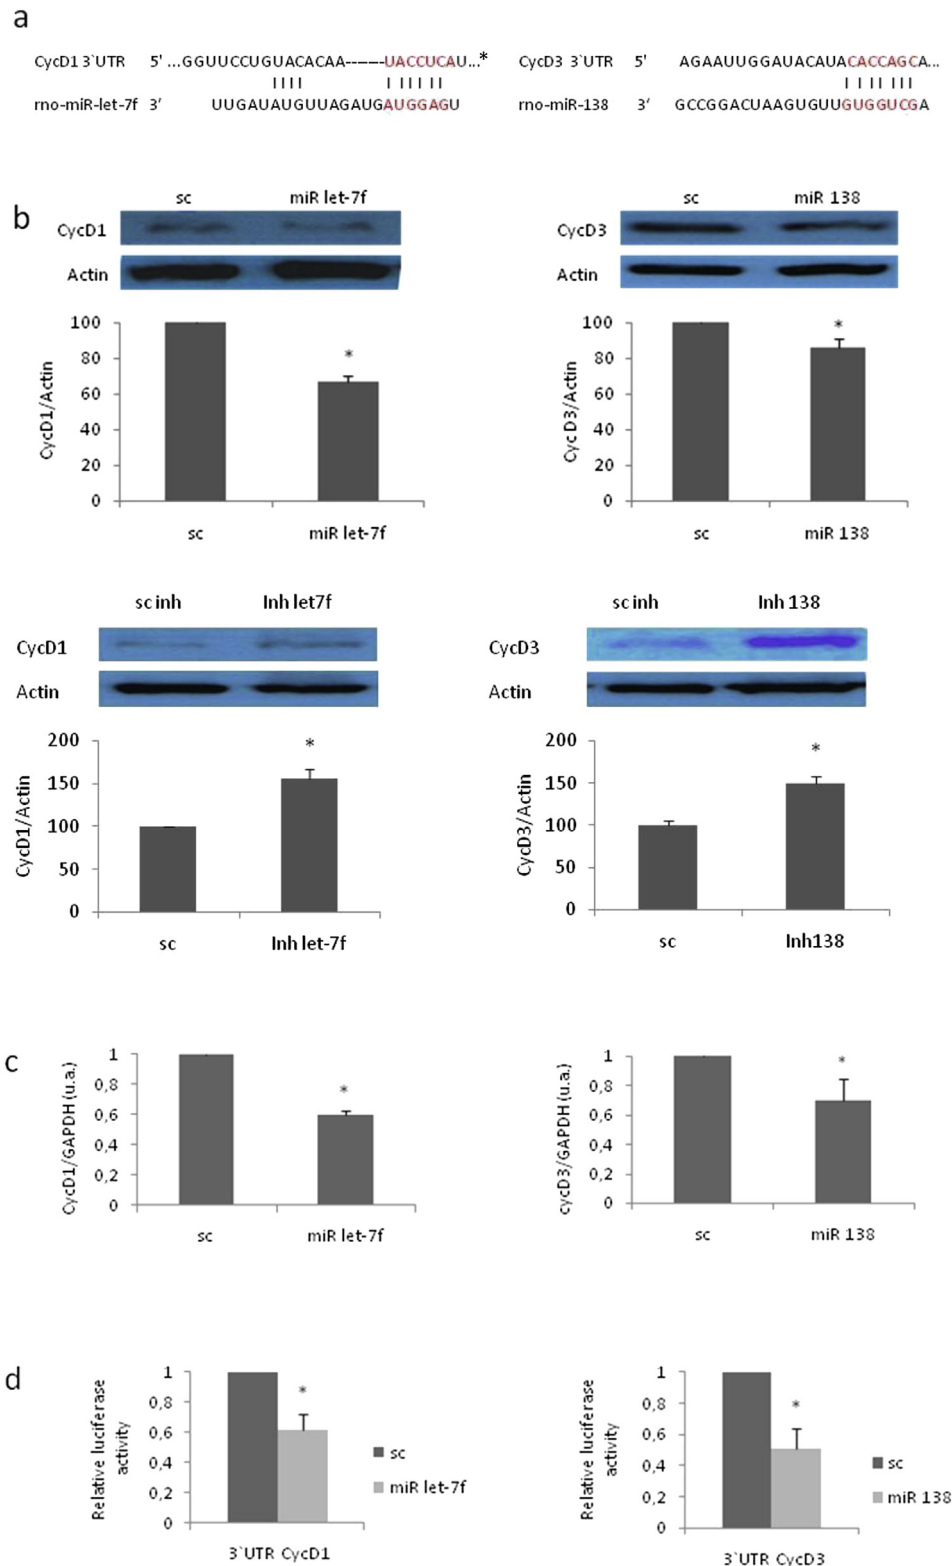 a
CycD1 3`UTR 5' ...GGUUCCUGUACACAA-------UACCUCAU...*
rno-miR-let-7f 3' UUGAUAUGUUAGAUGAUGGAGU
CycD3 3`UTR 5' AGAAUUGGAUACAUACACCAGCA...
rno-miR-138 3' GCCGGACUAAGUGUUGUGGUCGA
b
sc miR let-7f
CycD1
Actin
100
80
60
40
20
0
CycD1/Actin
*
sc miR let-7f
sc miR 138
CycD3
Actin
100
80
60
40
20
0
Cyc D3/Actin
*
sc miR 138
sc inh Inh let7f
CycD1
Actin
200
150
100
50
0
CycD1/Actin
*
sc Inh let-7f
sc inh Inh 138
CycD3
Actin
200
150
100
50
0
CycD3/Actin
*
sc Inh138
c
1
0,8
0,6
0,4
0,2
0
CycD1/GAPDH (u.a.)
*
sc miR let-7f
1
0,8
0,6
0,4
0,2
0
cycD3/GAPDH (u.a.)
*
sc miR 138
d
1
0,8
0,6
0,4
0,2
0
Relative luciferase
activity
*
sc
miR let-7f
3`UTR CycD1
1
0,8
0,6
0,4
0,2
0
Relative luciferase
activity
*
sc
miR 138
3`UTR CycD3